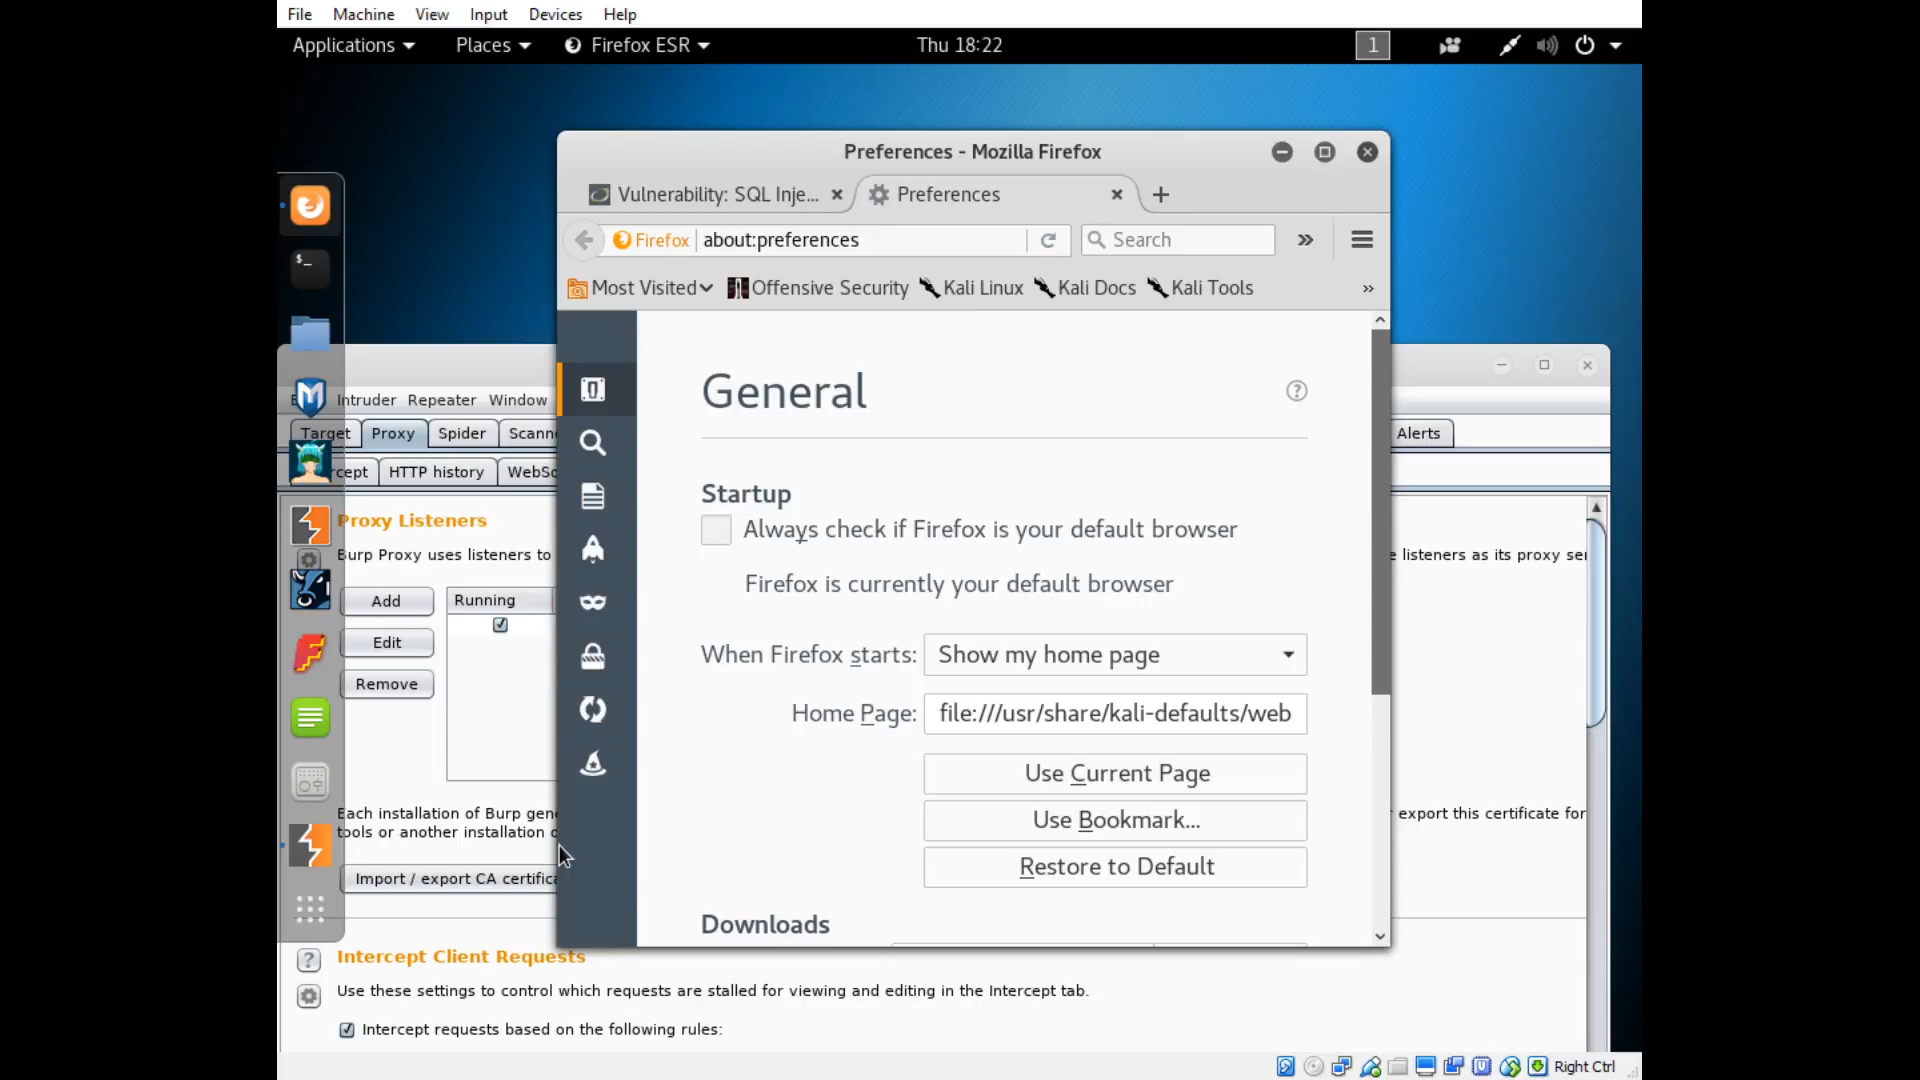 File Machine View Input Devices Help
Applications Places Firefox ESR Thu 18:22 1
Preferences - Mozilla Firefox
Vulnerability: SQL Inje... Preferences
Firefox about:preferences Search
Most Visited Offensive Security Kali Linux Kali Docs Kali Tools »
General
Startup
Always check if Firefox is your default browser
Firefox is currently your default browser
When Firefox starts: Show my home page
Home Page: file:///usr/share/kali-defaults/web
Use Current Page
Use Bookmark...
Restore to Default
Downloads
Intruder Repeater Window
Target Proxy Spider Scann Alerts
cept HTTP history WebSo
Proxy Listeners
Burp Proxy uses listeners to e listeners as its proxy ser
Add Running
Edit
Remove
Each installation of Burp gene export this certificate for
tools or another installation o
Import / export CA certifica
Intercept Client Requests
Use these settings to control which requests are stalled for viewing and editing in the Intercept tab.
Intercept requests based on the following rules:
Right Ctrl